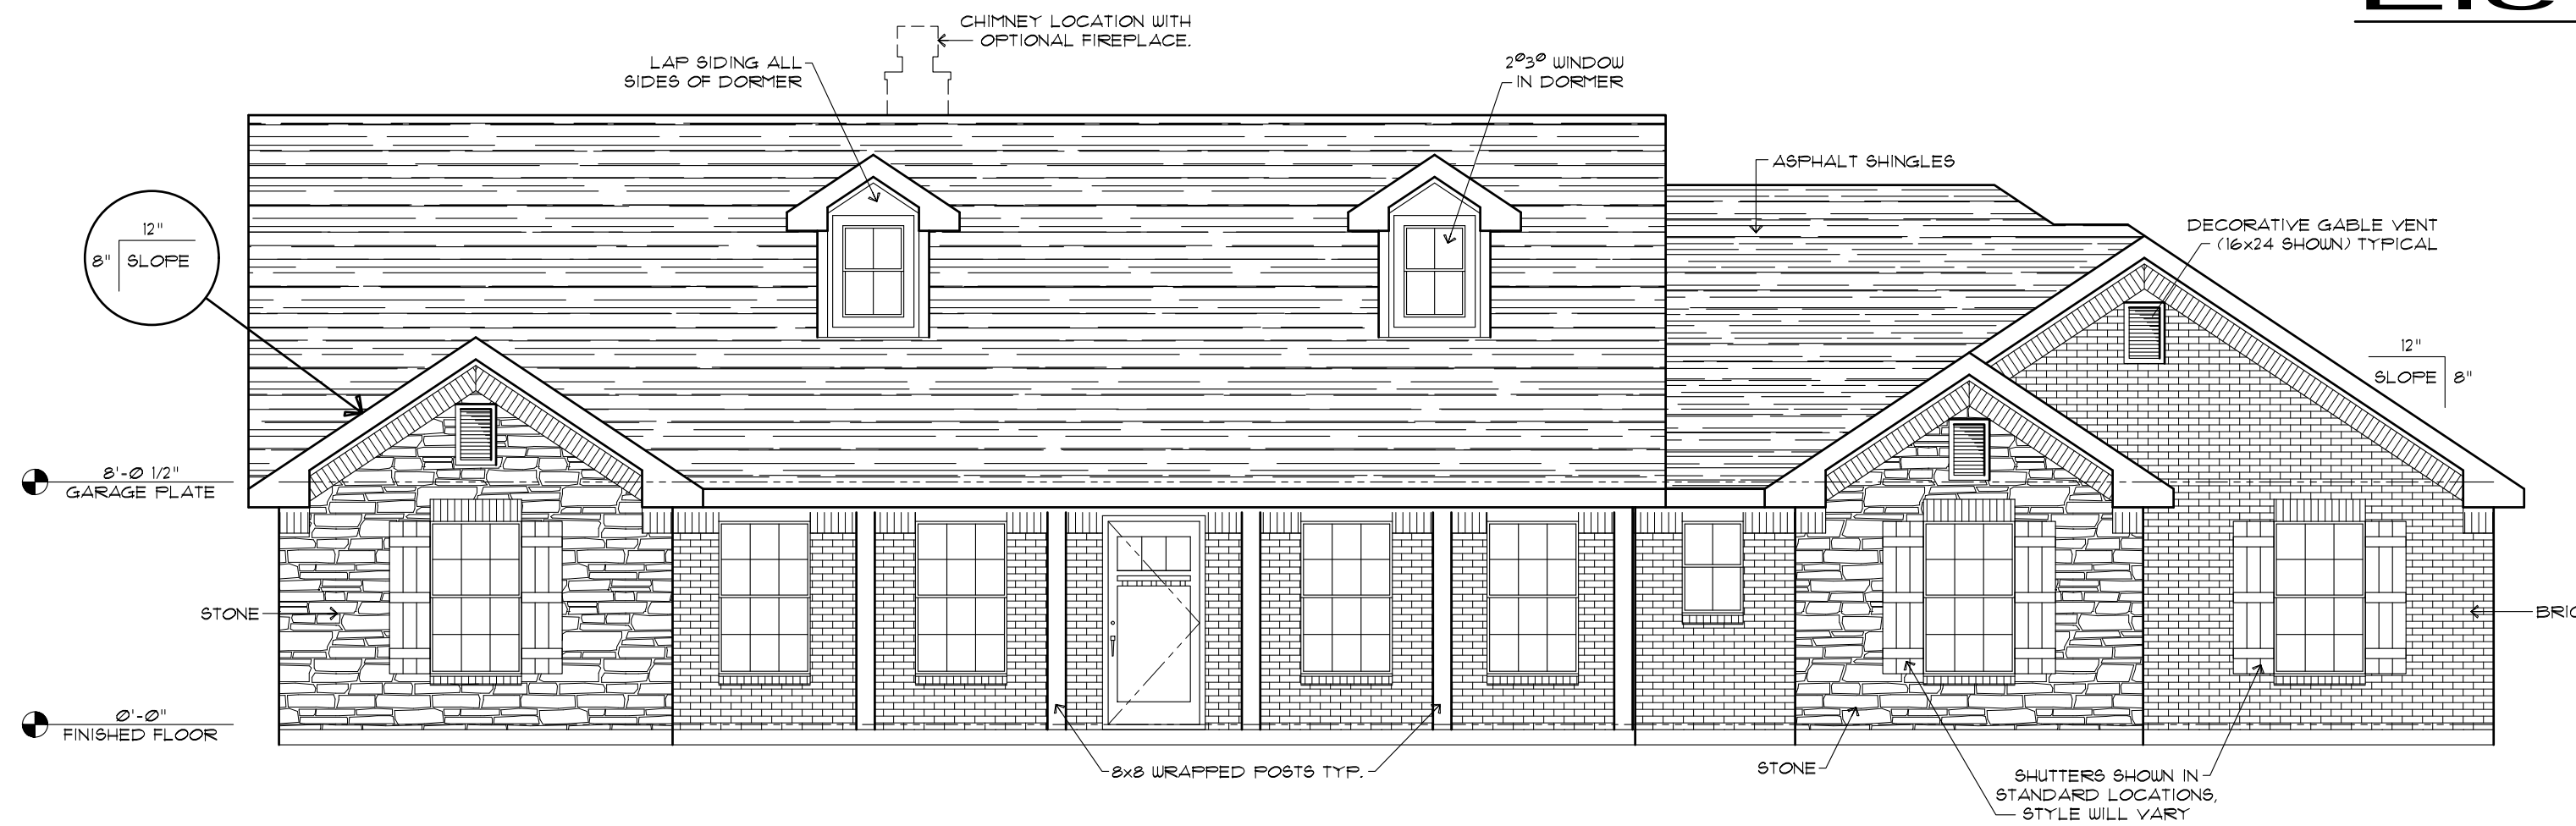 CHIMNEY LOCATION WITH
OPTIONAL FIREPLACE.
LAP SIDING ALL
SIDES OF DORMER
2⁰3⁰ WINDOW
IN DORMER
ASPHALT SHINGLES
DECORATIVE GABLE VENT
(16x24 SHOWN) TYPICAL
12"
8" SLOPE
12"
SLOPE 8"
8'-0 1/2"
GARAGE PLATE
STONE
0'-0"
FINISHED FLOOR
8x8 WRAPPED POSTS TYP.
STONE
SHUTTERS SHOWN IN
STANDARD LOCATIONS,
STYLE WILL VARY